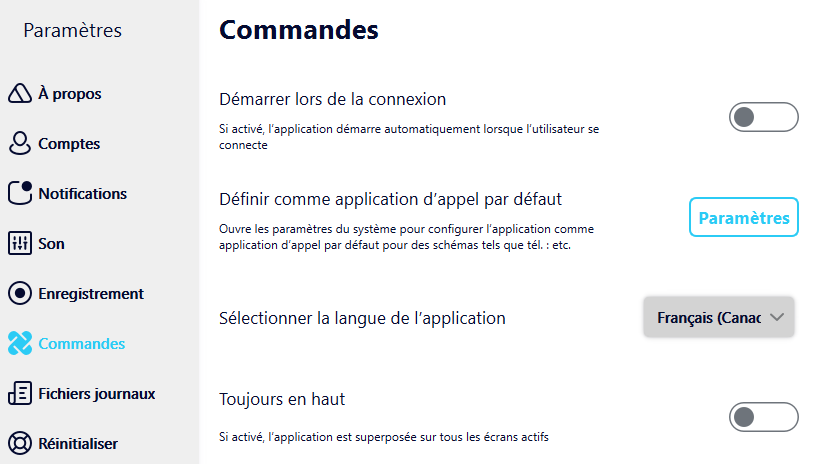 Paramètres
À propos
Comptes
Notifications
Son
Enregistrement
Commandes
Fichiers journaux
Réinitialiser
Commandes
Démarrer lors de la connexion
Si activé, l’application démarre automatiquement lorsque l’utilisateur se
connecte
Définir comme application d’appel par défaut
Ouvre les paramètres du système pour configurer l’application comme
application d’appel par défaut pour des schémas tels que tél. : etc.
Paramètres
Sélectionner la langue de l’application
Français (Canac
Toujours en haut
Si activé, l’application est superposée sur tous les écrans actifs